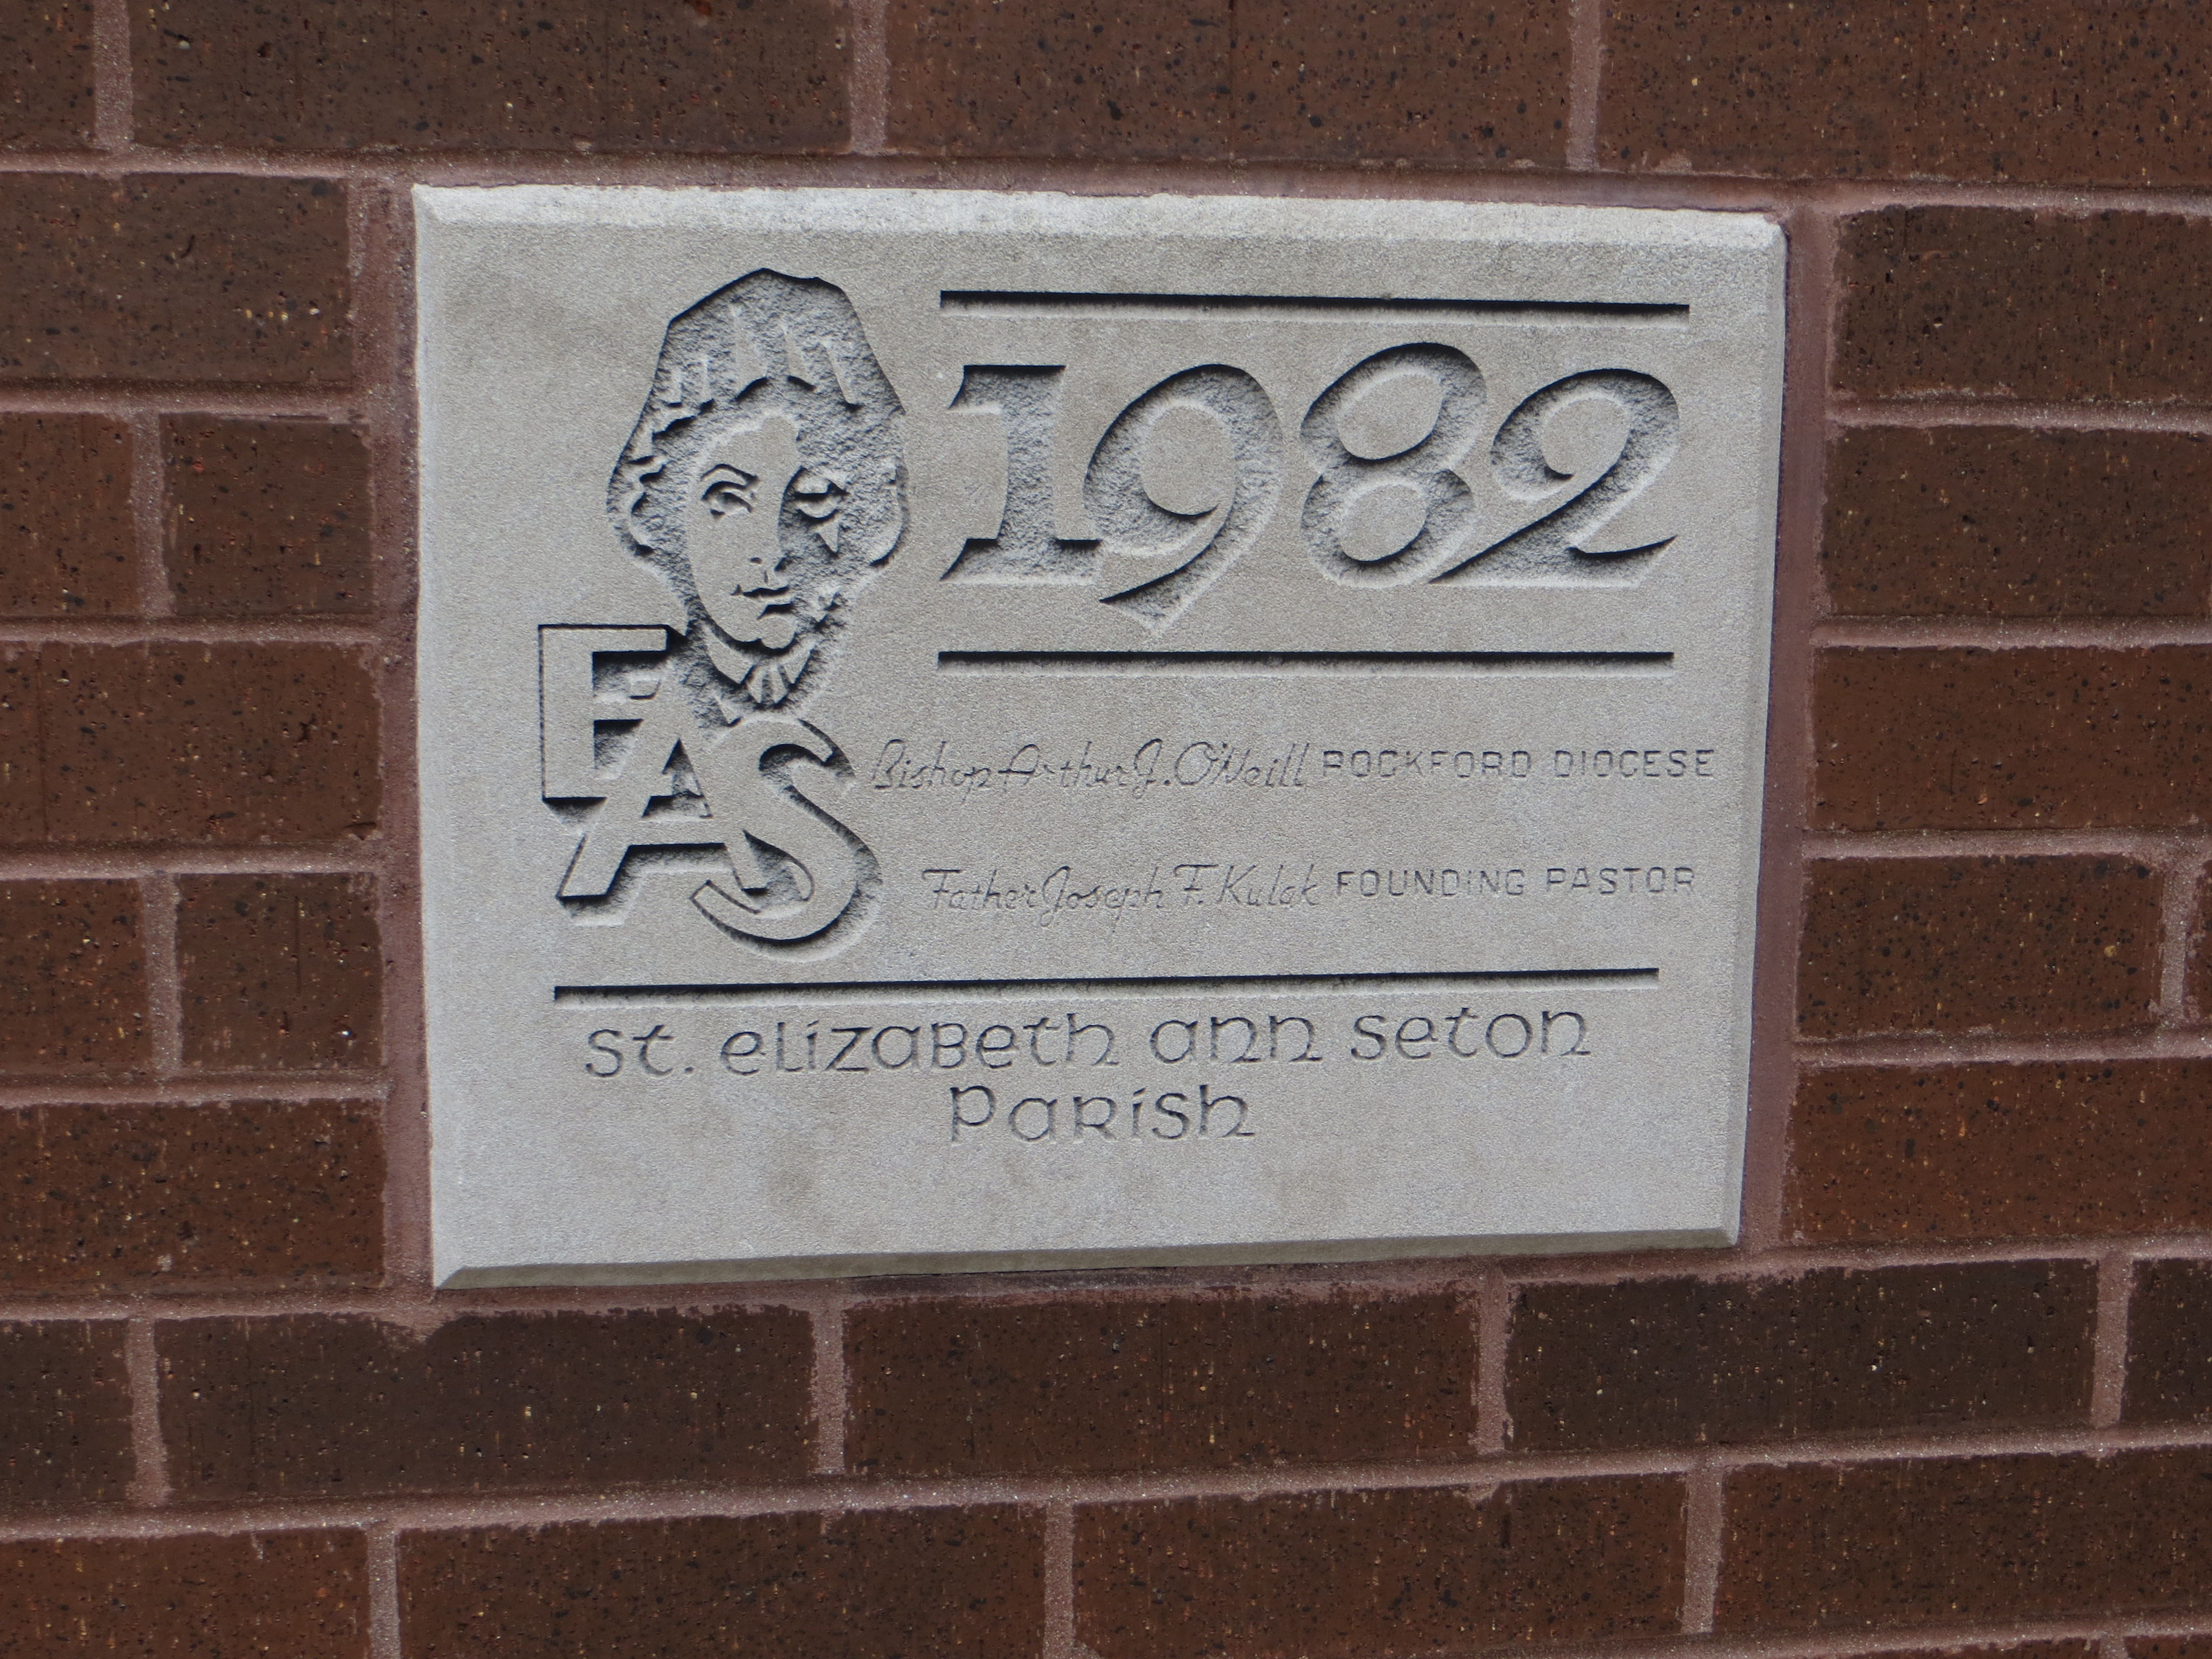 1982
EAS
Bishop Arthur J. O'Neill ROCKFORD DIOCESE
Father Joseph F. Kulak FOUNDING PASTOR
St. Elizabeth Ann Seton
Parish